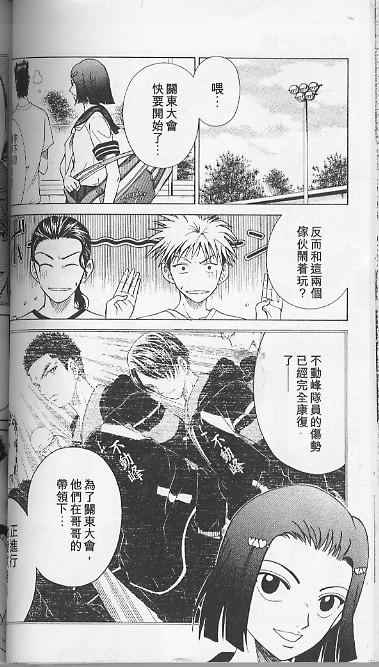 喂…
關東大會
快要開始了…
反而和這兩個
傢伙鬧着玩？
不動峰隊員的傷勢
已經完全康復
了…
不動峰
不動峰
為了關東大會，
他們在哥哥的
帶領下…
正進行